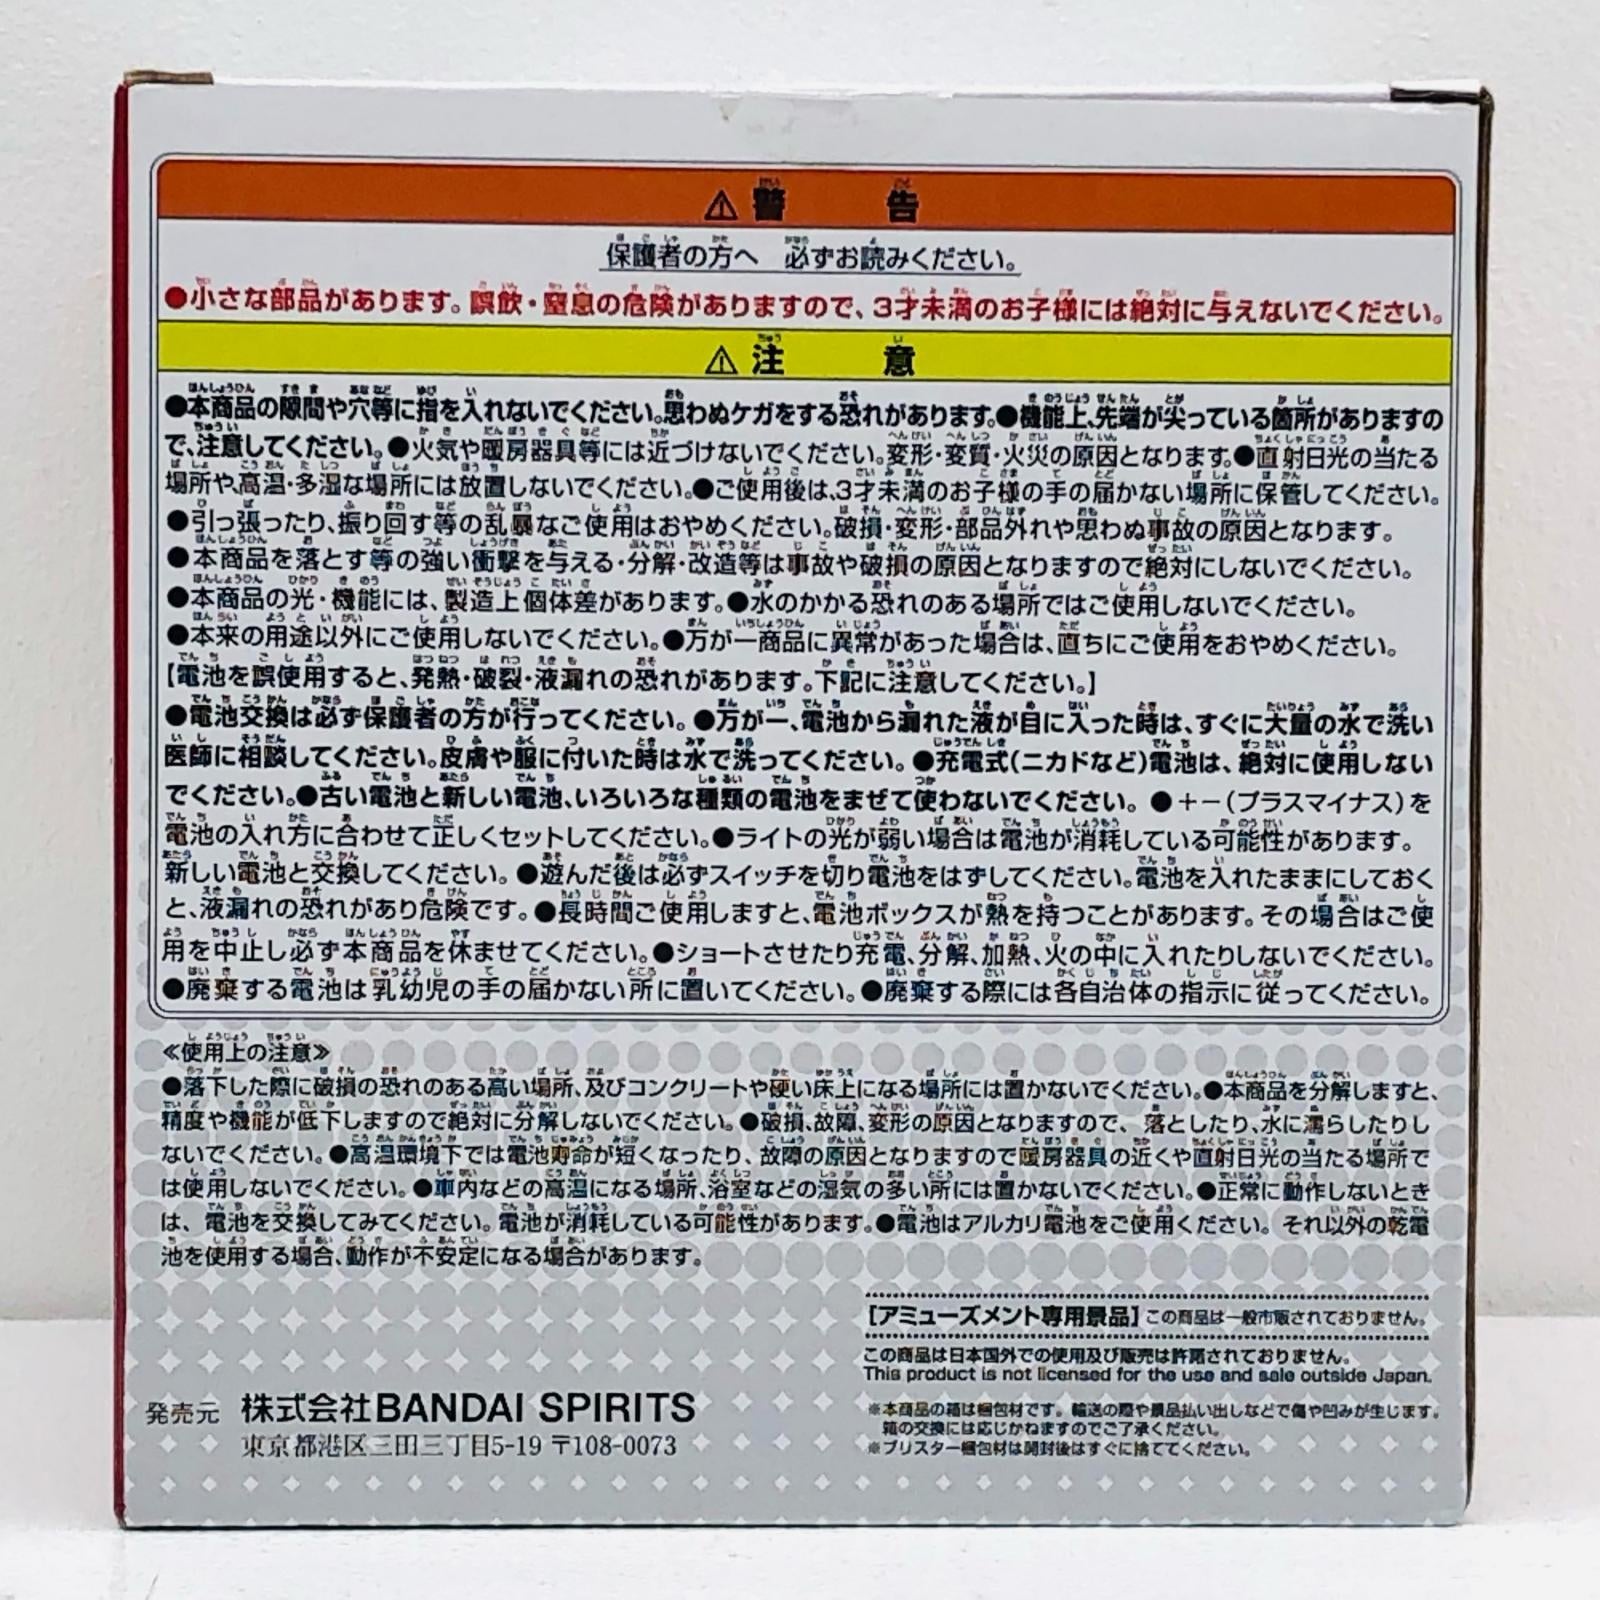 ⚠警告
保護者の方へ 必ずお読みください。
●小さな部品があります。誤飲・窒息の危険がありますので、3才未満のお子様には絶対に与えないでください。
⚠注意
●本商品の隙間や穴等に指を入れないでください。思わぬケガをする恐れがあります。●機能上、先端が尖っている箇所がありますの
で、注意してください。●火気や暖房器具等には近づけないでください。変形・変質・火災の原因となります。●直射日光の当たる
場所や、高温・多湿な場所には放置しないでください。●ご使用後は、3才未満のお子様の手の届かない場所に保管してください。
●引っ張ったり、振り回す等の乱暴なご使用はおやめください。破損・変形・部品外れや思わぬ事故の原因となります。
●本商品を落とす等の強い衝撃を与える・分解・改造等は事故や破損の原因となりますので絶対にしないでください。
●本商品の光・機能には、製造上個体差があります。●水のかかる恐れのある場所ではご使用しないでください。
●本来の用途以外にご使用しないでください。●万が一商品に異常があった場合は、直ちにご使用をおやめください。
【電池を誤使用すると、発熱・破裂・液漏れの恐れがあります。下記に注意してください。】
●電池交換は必ず保護者の方が行ってください。●万が一、電池から漏れた液が目に入った時は、すぐに大量の水で洗い
医師に相談してください。皮膚や服に付いた時は水で洗ってください。●充電式(ニカドなど)電池は、絶対に使用しない
でください。●古い電池と新しい電池、いろいろな種類の電池をまぜて使わないでください。●+-(プラスマイナス)を
電池の入れ方に合わせて正しくセットしてください。●ライトの光が弱い場合は電池が消耗している可能性があります。
新しい電池と交換してください。●遊んだ後は必ずスイッチを切り電池をはずしてください。電池を入れたままにしておく
と、液漏れの恐れがあり危険です。●長時間ご使用しますと、電池ボックスが熱を持つことがあります。その場合はご使
用を中止し必ず本商品を休ませてください。●ショートさせたり充電、分解、加熱、火の中に入れたりしないでください。
●廃棄する電池は乳幼児の手の届かない所に置いてください。●廃棄する際には各自治体の指示に従ってください。
≪使用上の注意≫
●落下した際に破損の恐れのある高い場所、及びコンクリートや硬い床上になる場所には置かないでください。●本商品を分解しますと、
精度や機能が低下しますので絶対に分解しないでください。●破損、故障、変形の原因となりますので、落としたり、水に濡らしたりし
ないでください。●高温環境下では電池寿命が短くなったり、故障の原因となりますので暖房器具の近くや直射日光の当たる場所で
は使用しないでください。●車内などの高温になる場所、浴室などの湿気の多い所には置かないでください。●正常に動作しないとき
は、電池を交換してみてください。電池が消耗している可能性があります。●電池はアルカリ電池をご使用ください。それ以外の乾電
池を使用する場合、動作が不安定になる場合があります。
【アミューズメント専用景品】この商品は一般市販されておりません。
この商品は日本国外での使用及び販売は許諾されておりません。
This product is not licensed for the use and sale outside Japan.
※本商品の箱は梱包材です。輸送の際や景品払い出しなどで傷や凹みが生じます。
箱の交換には応じかねますのでご了承ください。
※ブリスター梱包材は開封後はすぐに捨ててください。
発売元 株式会社BANDAI SPIRITS
東京都港区三田三丁目5-19 〒108-0073